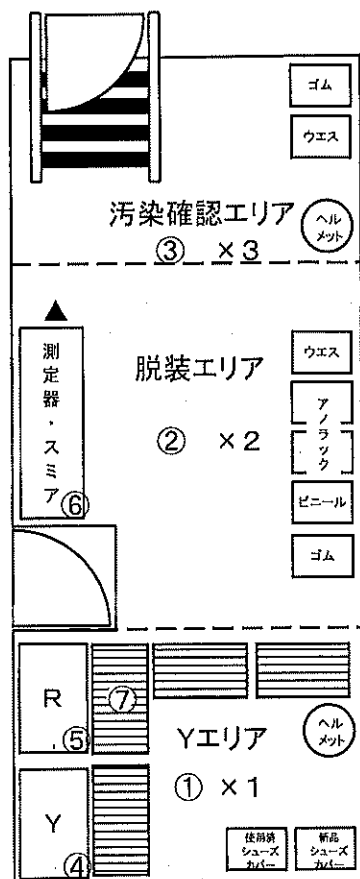 ゴム
ウエス
汚染確認エリア
ヘル
メット
③ ×3
▲
測定器・スミア
⑥
脱装エリア
② ×2
ウエス
アノラック
ビニール
ゴム
R
⑤
⑦
Yエリア
ヘル
メット
① ×1
Y
④
使用済
シューズ
カバー
新品
シューズ
カバー